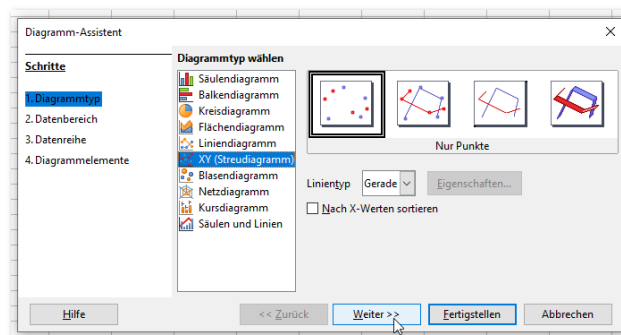 Diagramm-Assistent
Schritte
1. Diagrammtyp
2. Datenbereich
3. Datenreihe
4. Diagrammelemente
Diagrammtyp wählen
Säulendiagramm
Balkendiagramm
Kreisdiagramm
Flächendiagramm
Liniendiagramm
XY (Streudiagramm)
Blasendiagramm
Netzdiagramm
Kursdiagramm
Säulen und Linien
Nur Punkte
Linientyp Gerade Eigenschaften...
Nach X-Werten sortieren
Hilfe << Zurück Weiter >> Fertigstellen Abbrechen